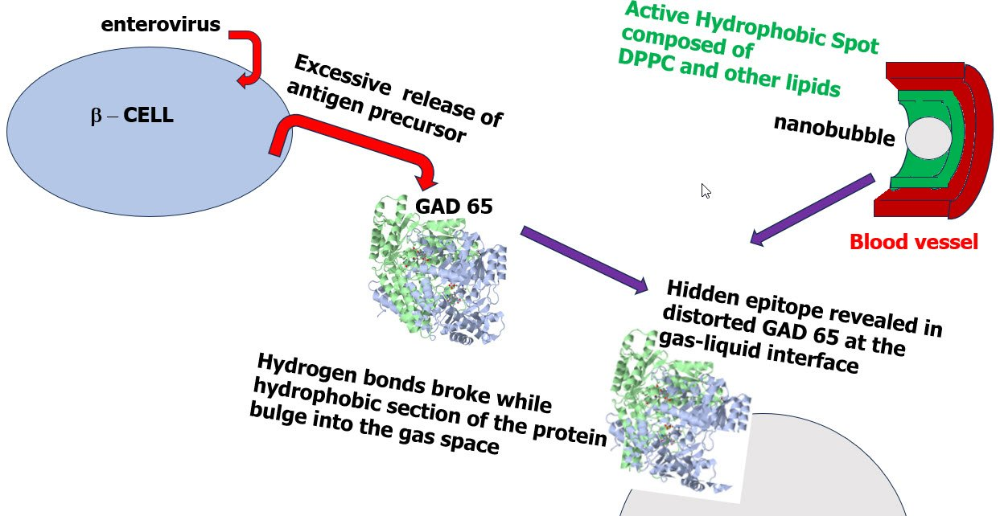 enterovirus
β – CELL
Excessive release of
antigen precursor
GAD 65
Active Hydrophobic Spot
composed of
DPPC and other lipids
nanobubble
Blood vessel
Hidden epitope revealed in
distorted GAD 65 at the
gas-liquid interface
Hydrogen bonds broke while
hydrophobic section of the protein
bulge into the gas space